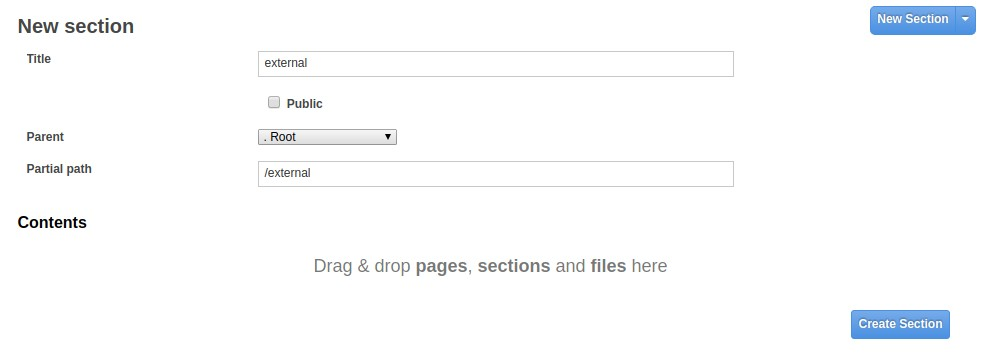 New section
New Section
Title
external
Public
Parent
. Root
Partial path
/external
Contents
Drag & drop pages, sections and files here
Create Section